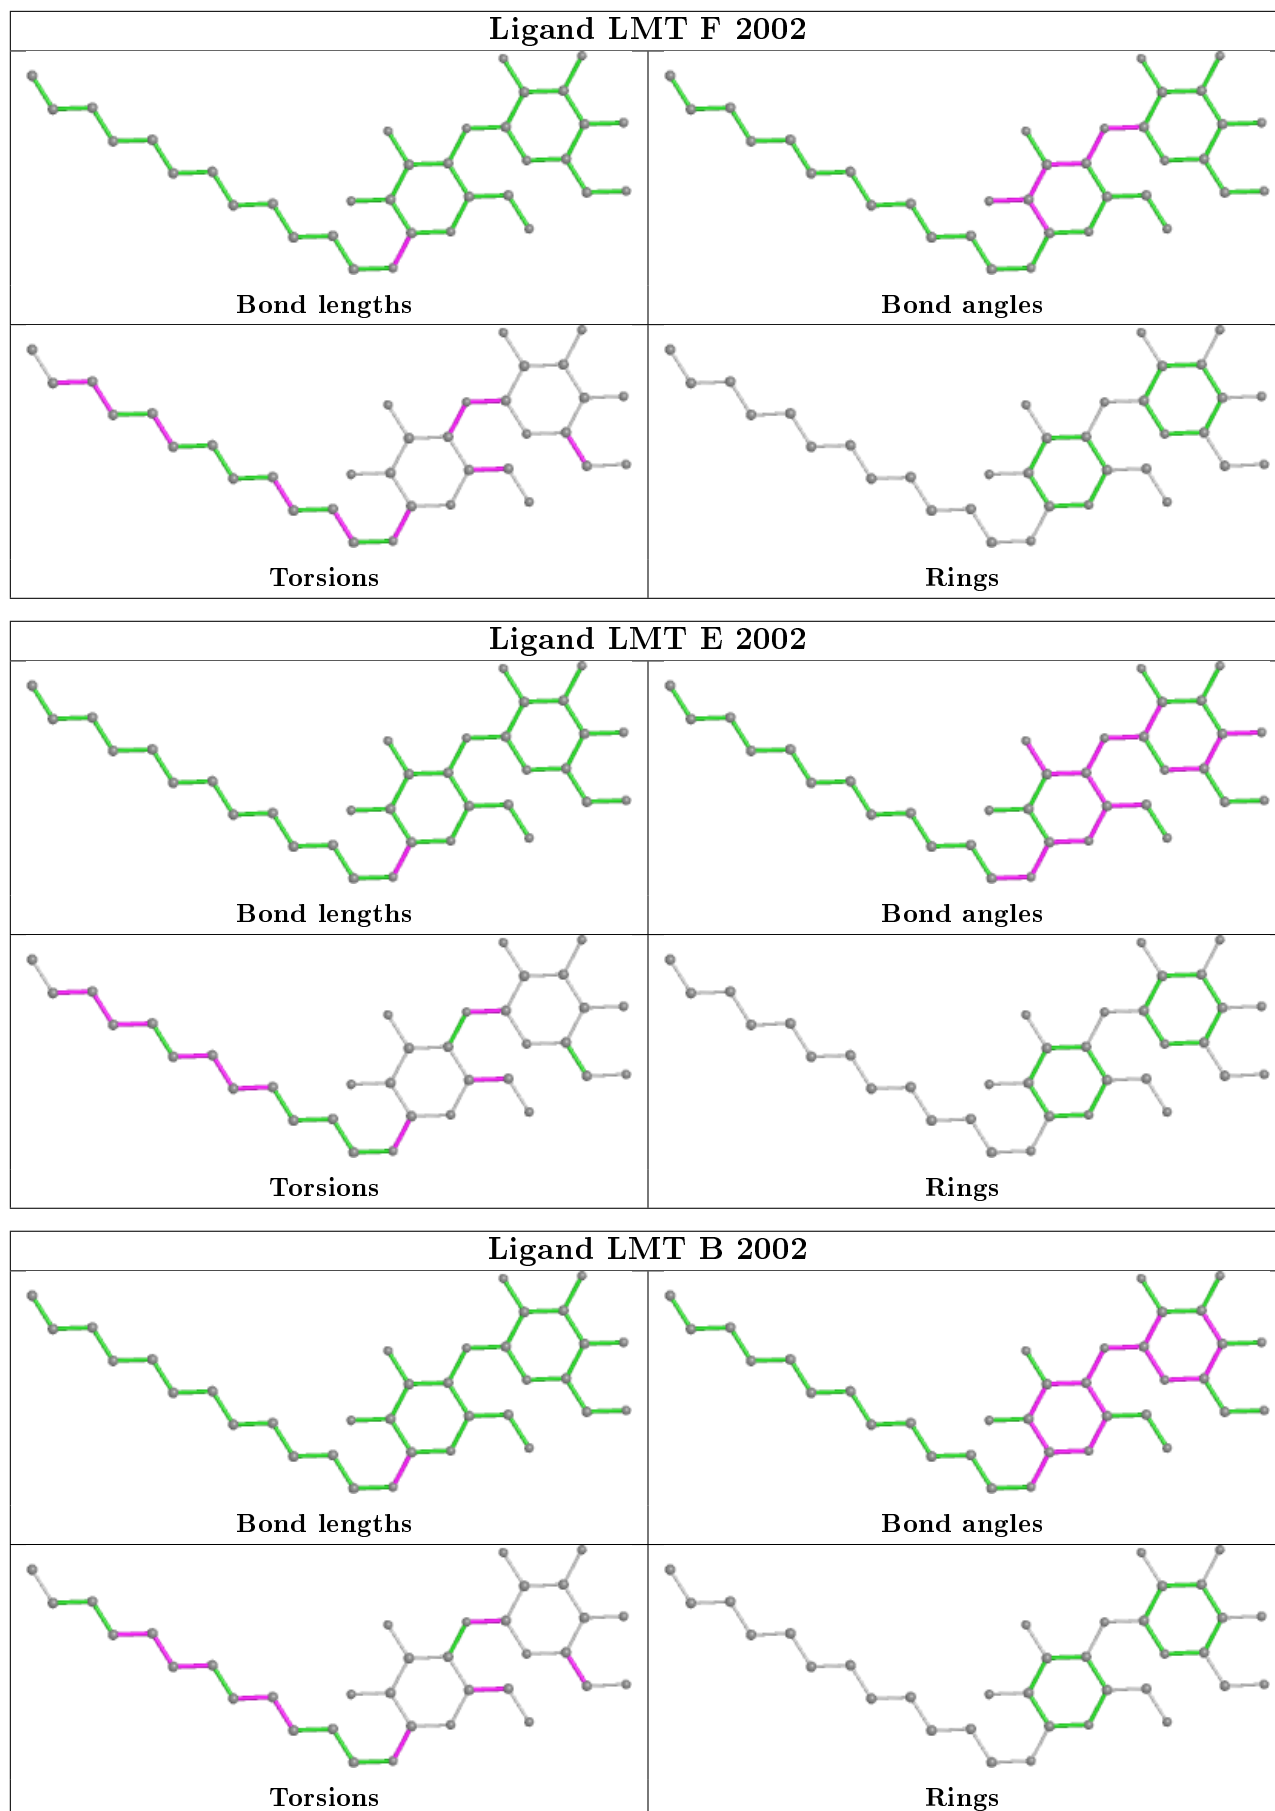 Ligand LMT F 2002
Bond lengths
Bond angles
Torsions
Rings
Ligand LMT E 2002
Bond lengths
Bond angles
Torsions
Rings
Ligand LMT B 2002
Bond lengths
Bond angles
Torsions
Rings